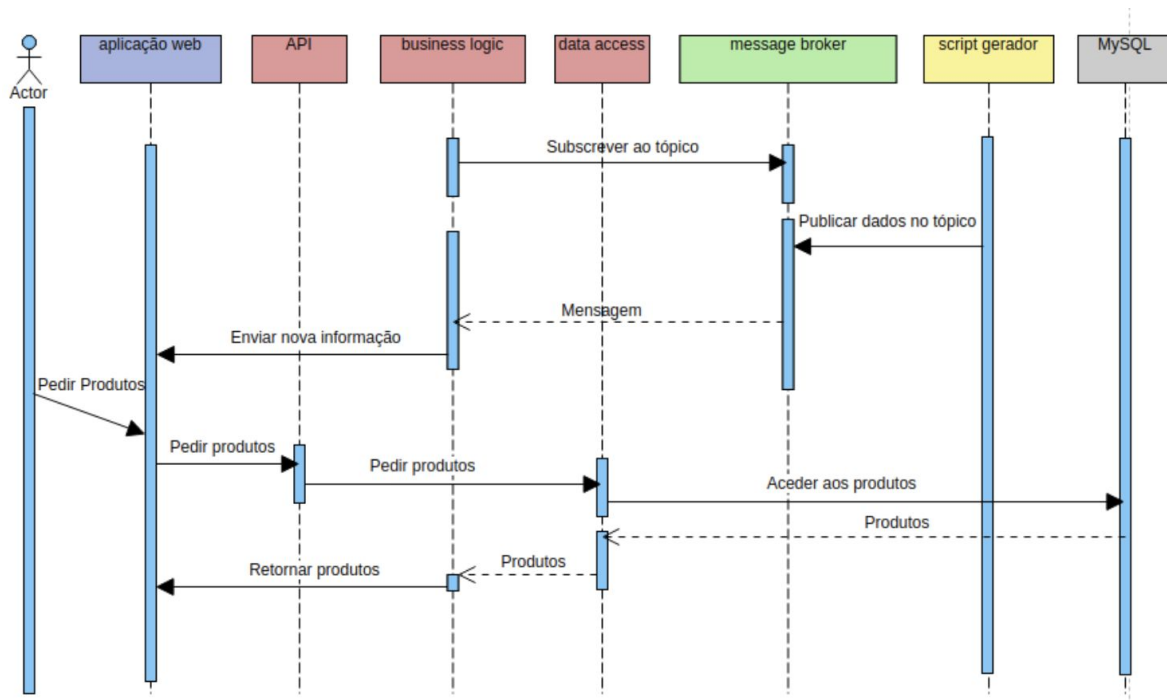 aplicação web
API
business logic
data access
message broker
script gerador
MySQL
Actor
Subscrever ao tópico
Publicar dados no tópico
Mensagem
Enviar nova informação
Pedir Produtos
Pedir produtos
Pedir produtos
Aceder aos produtos
Produtos
Produtos
Retornar produtos